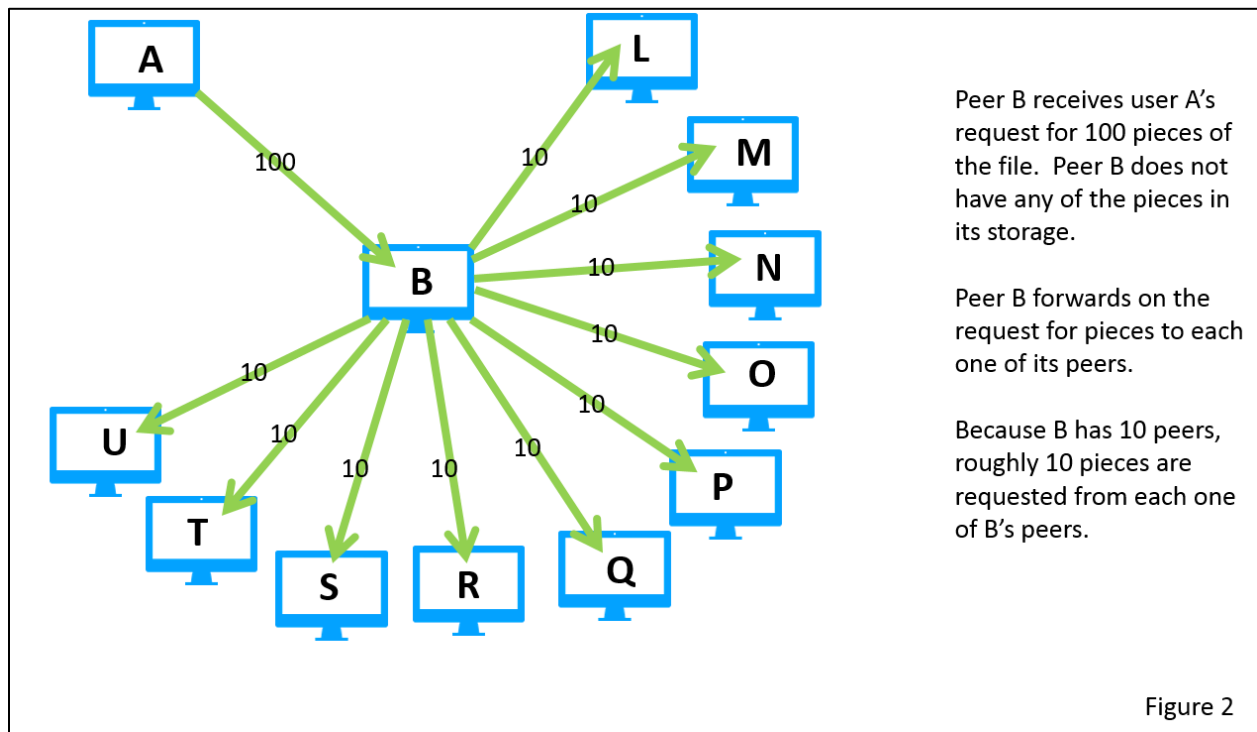 A
L
Peer B receives user A's
request for 100 pieces of
the file.  Peer B does not
have any of the pieces in
its storage.
Peer B forwards on the
request for pieces to each
one of its peers.
Because B has 10 peers,
roughly 10 pieces are
requested from each one
of B's peers.
100
10
M
10
B
10
N
10
O
10
10
P
U
10
10
10
10
T
S
R
Q
Figure 2